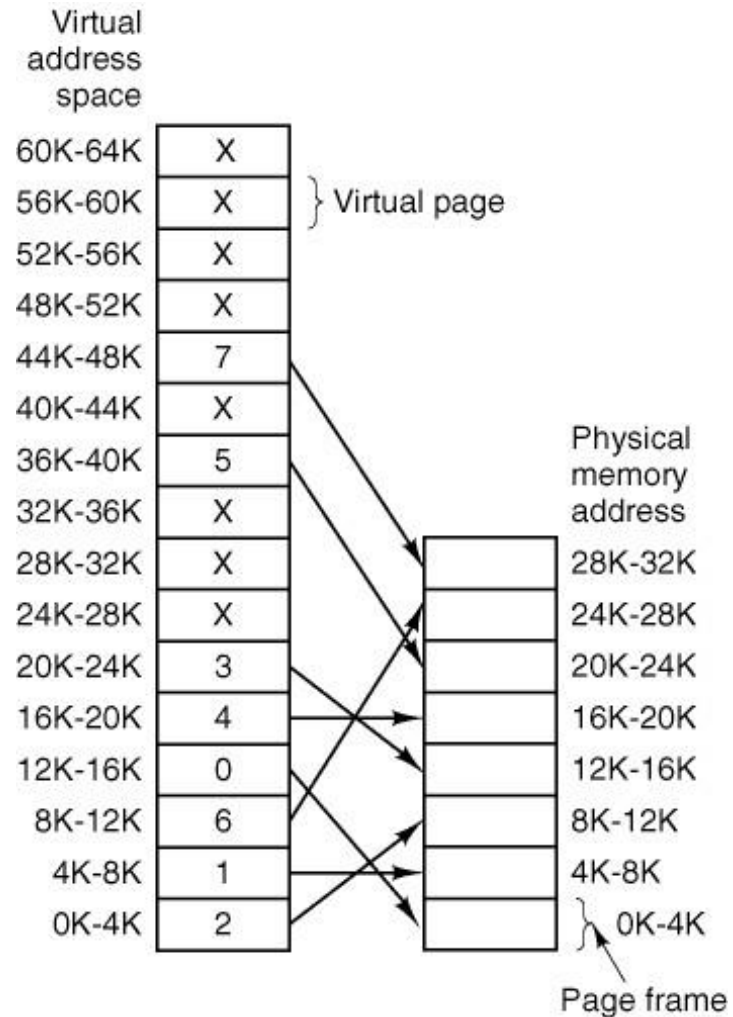 Virtual
address
space
60K-64K X
56K-60K X Virtual page
52K-56K X
48K-52K X
44K-48K 7
40K-44K X
36K-40K 5
32K-36K X
28K-32K X
24K-28K X
20K-24K 3
16K-20K 4
12K-16K 0
8K-12K 6
4K-8K 1
0K-4K 2
Physical
memory
address
28K-32K
24K-28K
20K-24K
16K-20K
12K-16K
8K-12K
4K-8K
0K-4K
Page frame